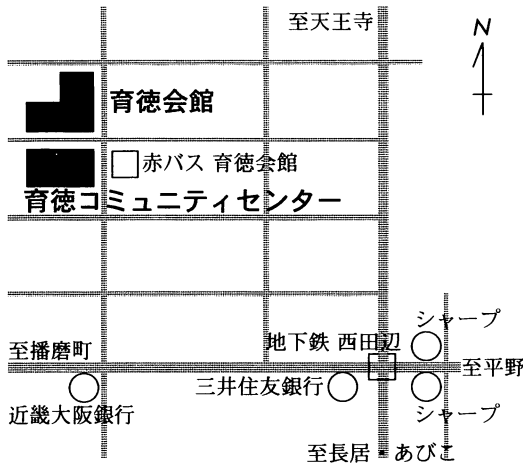 至天王寺
N
育徳会館
赤バス 育徳会館
育徳コミュニティセンター
シャープ
地下鉄 西田辺
至播磨町
至平野
三井住友銀行
近畿大阪銀行
シャープ
至長居・あびこ